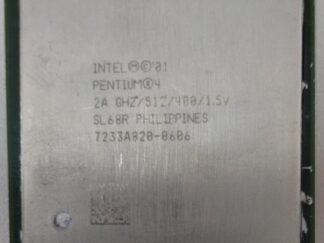 INTEL Ⓜ©'01
PENTIUM®4
2A GHZ/512/400/1.5V
SL68R PHILIPPINES
7233A820-0606